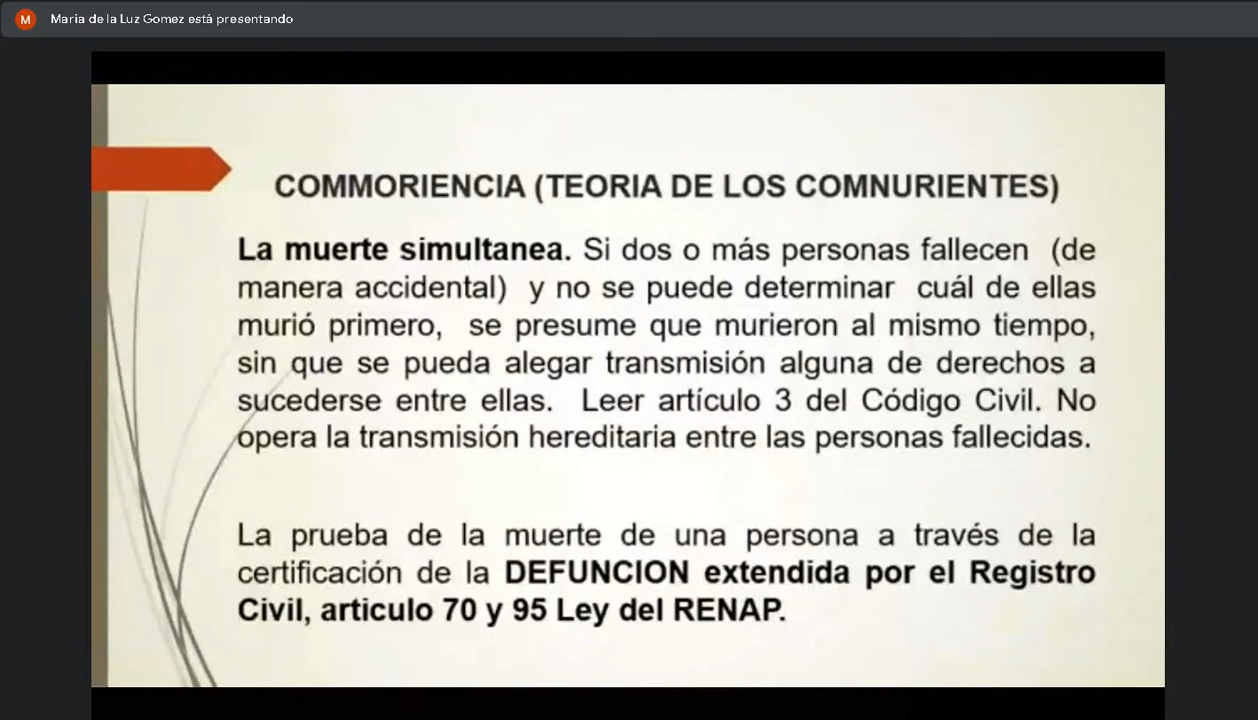 M Maria de la Luz Gomez está presentando
COMMORIENCIA (TEORIA DE LOS COMNURIENTES)
La muerte simultanea. Si dos o más personas fallecen (de
manera accidental) y no se puede determinar cuál de ellas
murió primero, se presume que murieron al mismo tiempo,
sin que se pueda alegar transmisión alguna de derechos a
sucederse entre ellas. Leer artículo 3 del Código Civil. No
opera la transmisión hereditaria entre las personas fallecidas.
La prueba de la muerte de una persona a través de la
certificación de la DEFUNCION extendida por el Registro
Civil, articulo 70 y 95 Ley del RENAP.